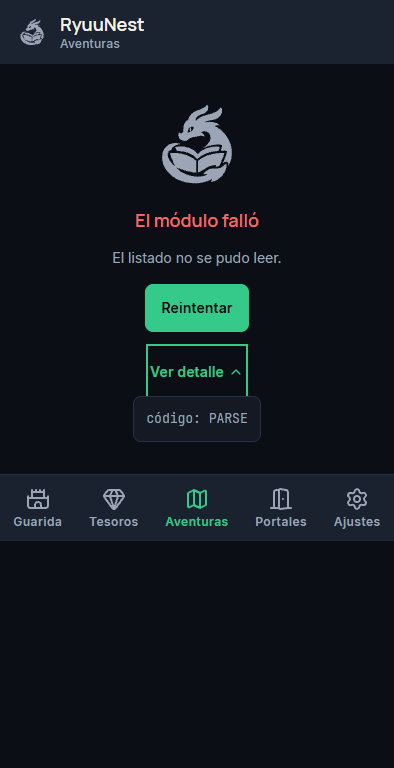 RyuuNest
Aventuras
El módulo falló
El listado no se pudo leer.
Reintentar
Ver detalle
código: PARSE
Guarida
Tesoros
Aventuras
Portales
Ajustes